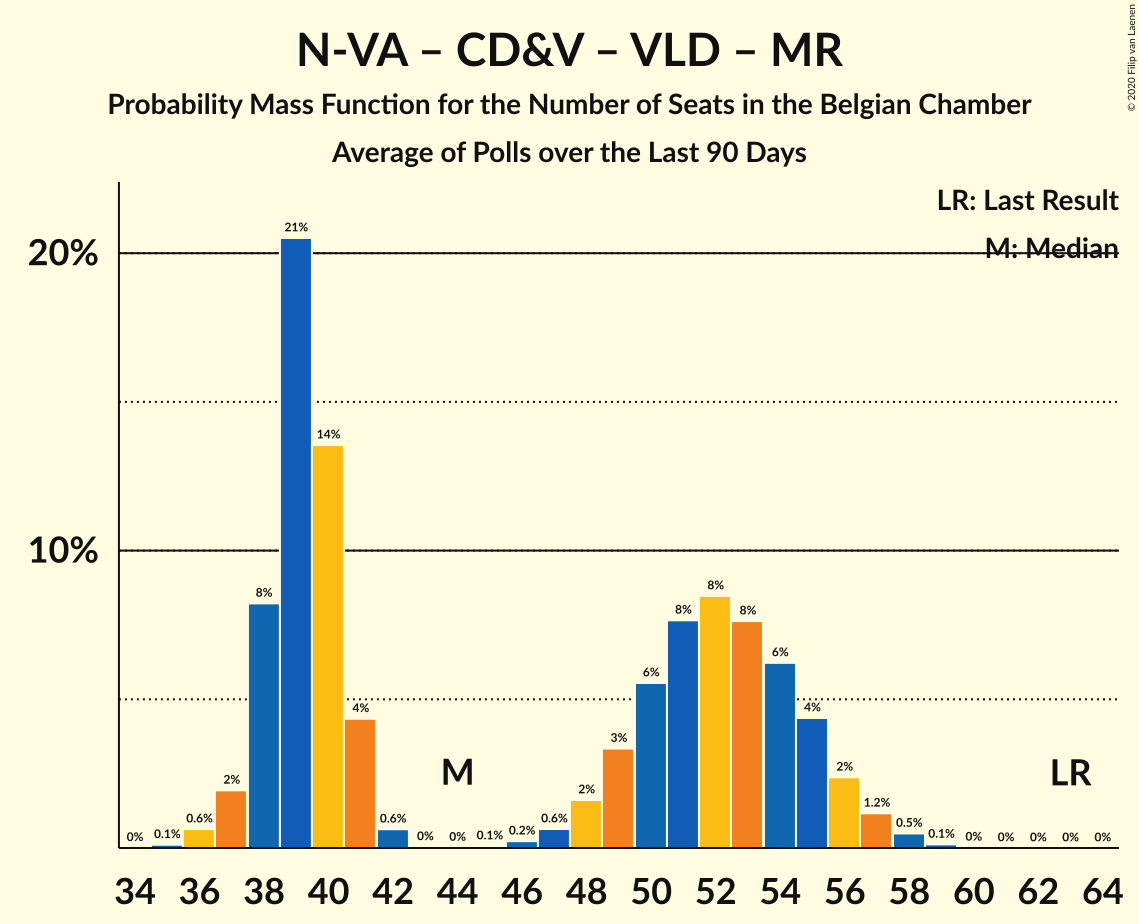 N-VA – CD&V – VLD – MR
Probability Mass Function for the Number of Seats in the Belgian Chamber
Average of Polls over the Last 90 Days
© 2020 Filip van Laenen
LR: Last Result
M: Median
20%
10%
0% 0.1% 0.6% 2% 8% 21% 14% 4% 0.6% 0% 0% 0.1% 0.2% 0.6% 2% 3% 6% 8% 8% 8% 6% 4% 2% 1.2% 0.5% 0.1% 0% 0% 0% 0% 0%
M LR
34 36 38 40 42 44 46 48 50 52 54 56 58 60 62 64